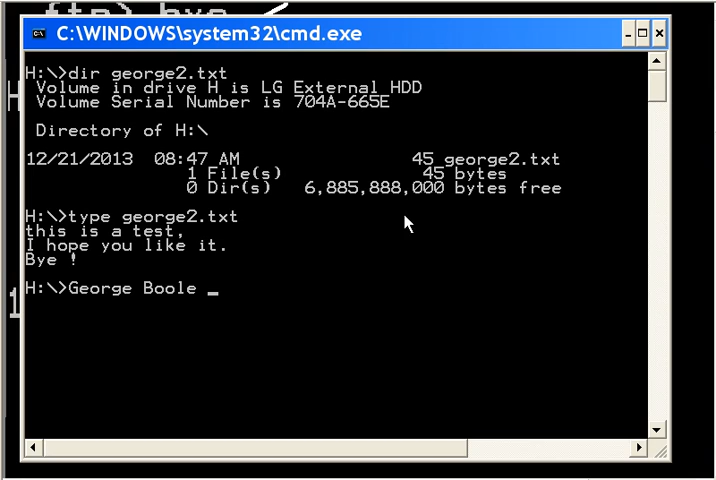 (ftp) bye
C:\WINDOWS\system32\cmd.exe
H:\>dir george2.txt
Volume in drive H is LG External HDD
Volume Serial Number is 704A-665E
Directory of H:\
12/21/2013 08:47 AM 45 george2.txt
1 File(s) 45 bytes
0 Dir(s) 6,885,888,000 bytes free
H:\>type george2.txt
this is a test,
I hope you like it.
Bye !
H:\>George Boole _